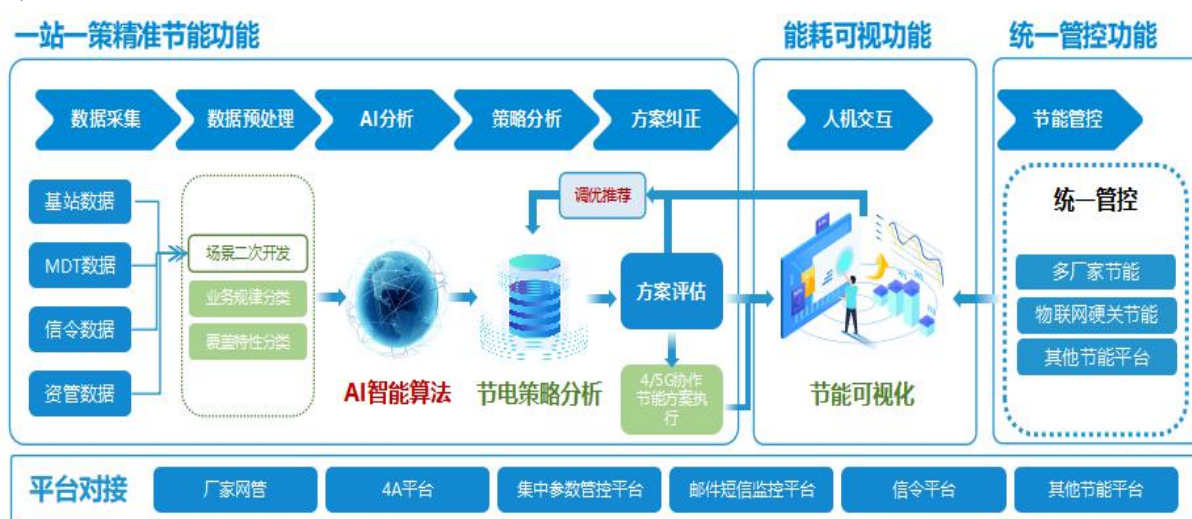 一站一策精准节能功能
能耗可视功能
统一管控功能
数据采集
数据预处理
AI分析
策略分析
方案纠正
人机交互
节能管控
基站数据
MDT数据
信令数据
资管数据
场景二次开发
业务规律分类
覆盖特性分类
AI智能算法
调优推荐
节电策略分析
方案评估
4/5G协作
节能方案执
行
节能可视化
统一管控
多厂家节能
物联网硬关节能
其他节能平台
平台对接
厂家网管
4A平台
集中参数管控平台
邮件短信监控平台
信令平台
其他节能平台